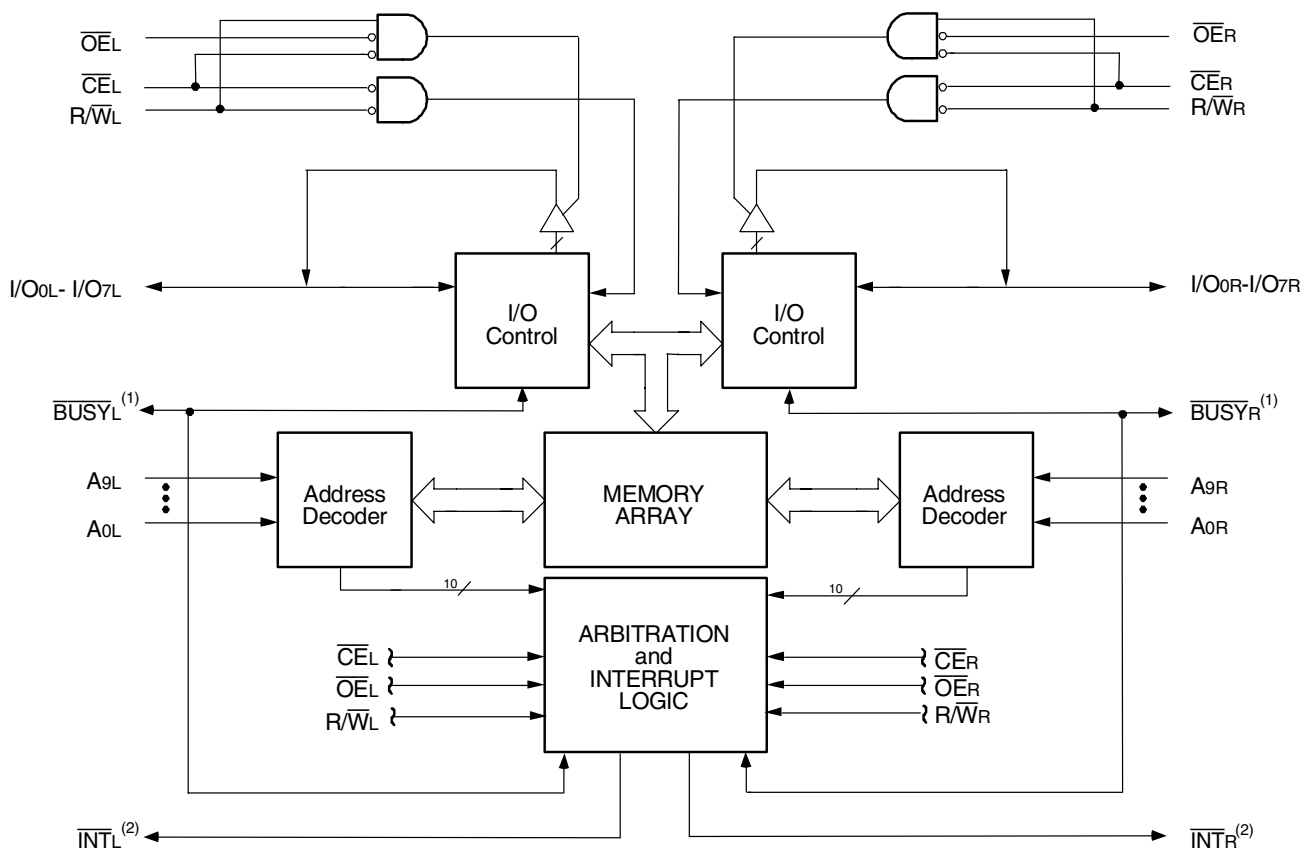 OEL
OER
CEL
CER
R/WL
R/WR
I/O0L- I/O7L
I/O Control
I/O Control
I/O0R-I/O7R
BUSYL(1)
BUSYR(1)
A9L
Address Decoder
MEMORY ARRAY
Address Decoder
A9R
A0L
A0R
10
10
ARBITRATION
and
INTERRUPT
LOGIC
CEL
CER
OEL
OER
R/WL
R/WR
INTL(2)
INTR(2)